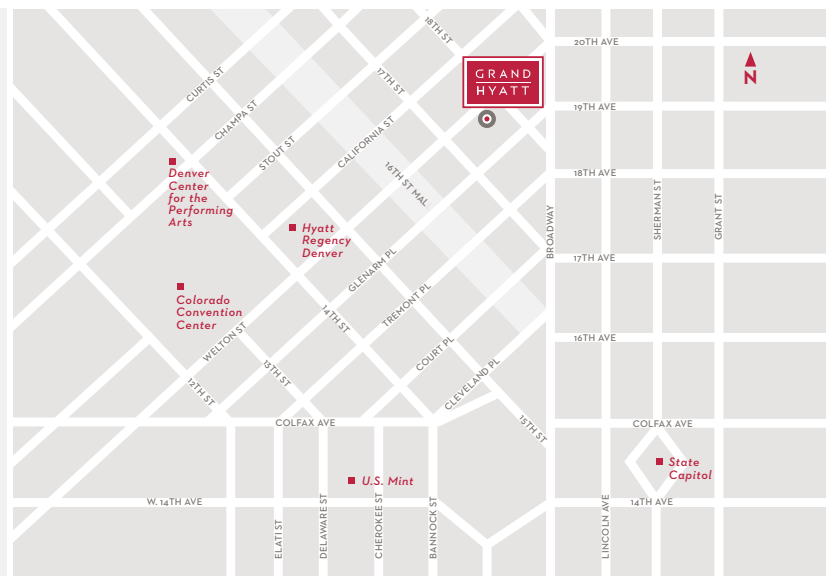 18TH ST
20TH AVE
GRAND
HYATT
N
CURTIS ST
17TH ST
CHAMPA ST
19TH AVE
STOUT ST
CALIFORNIA ST
Denver
Center
for the
Performing
Arts
16TH ST MAL
18TH AVE
BROADWAY
SHERMAN ST
GRANT ST
Hyatt
Regency
Denver
17TH AVE
GLENARM PL
Colorado
Convention
Center
TREMONT PL
14TH ST
WELTON ST
16TH AVE
COURT PL
13TH ST
12TH ST
CLEVELAND PL
COLFAX AVE
15TH ST
COLFAX AVE
State
Capitol
U.S. Mint
W. 14TH AVE
14TH AVE
ELATI ST
DELAWARE ST
CHEROKEE ST
BANNOCK ST
LINCOLN AVE